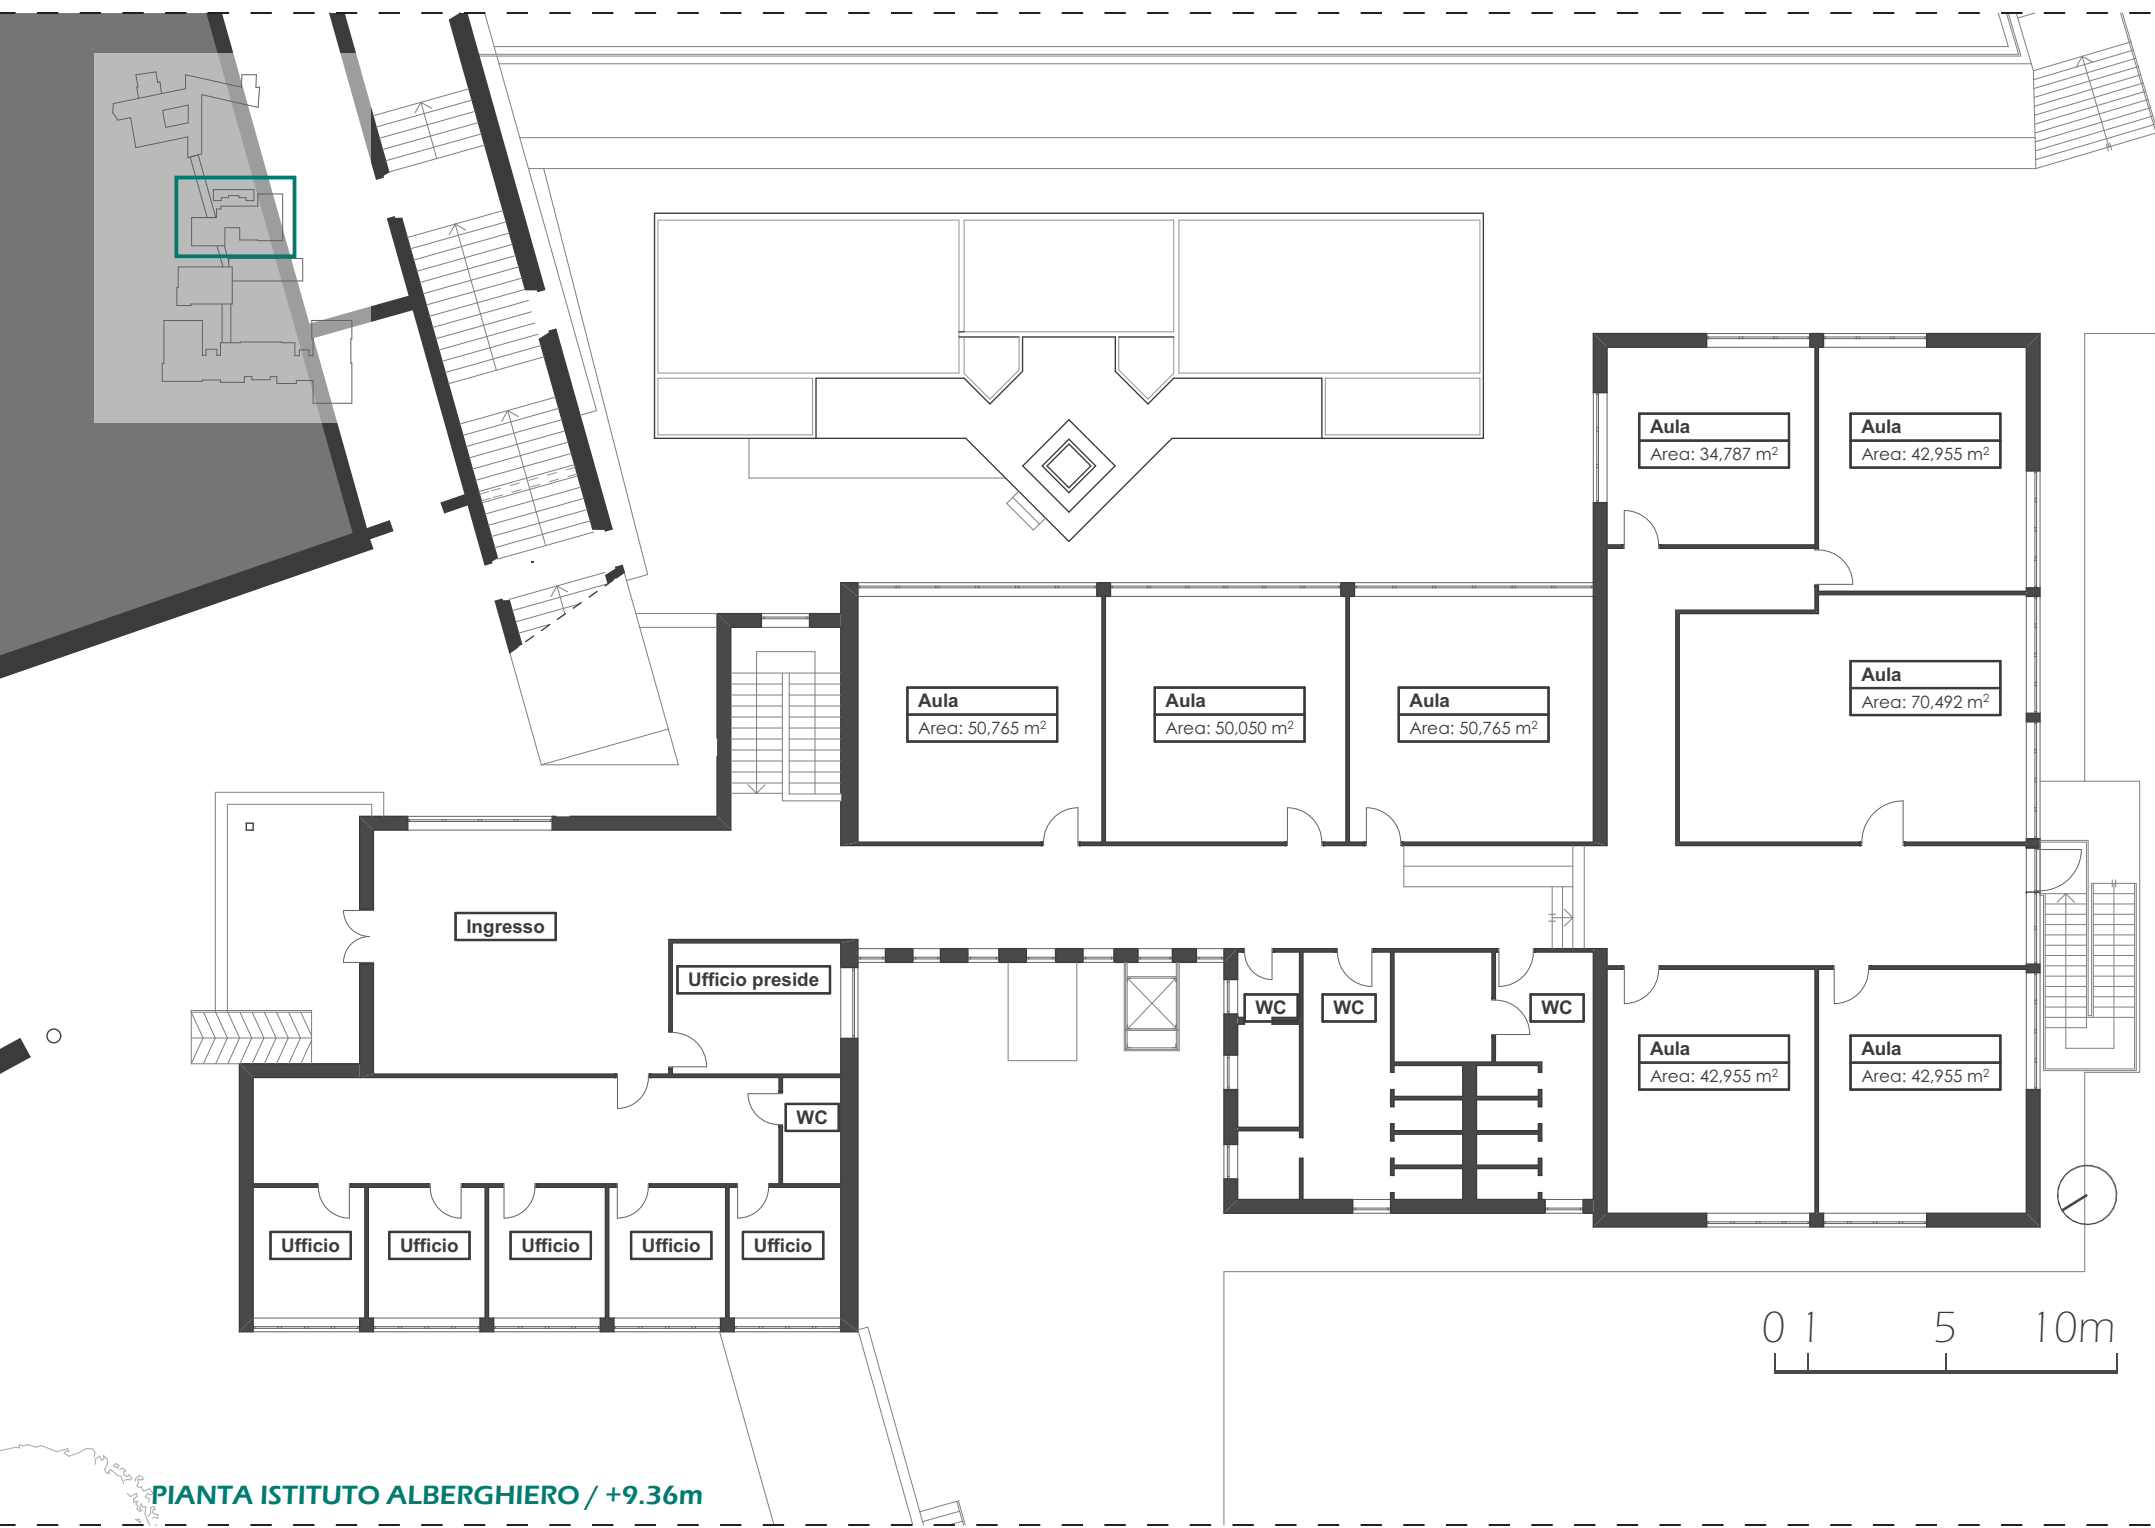 Aula
Area: 34,787 m²
Aula
Area: 42,955 m²
Aula
Area: 50,765 m²
Aula
Area: 50,050 m²
Aula
Area: 50,765 m²
Aula
Area: 70,492 m²
Ingresso
Ufficio preside
WC
WC
WC
WC
Aula
Area: 42,955 m²
Aula
Area: 42,955 m²
Ufficio
Ufficio
Ufficio
Ufficio
Ufficio
0 1 5 10m
PIANTA ISTITUTO ALBERGHIERO / +9.36m